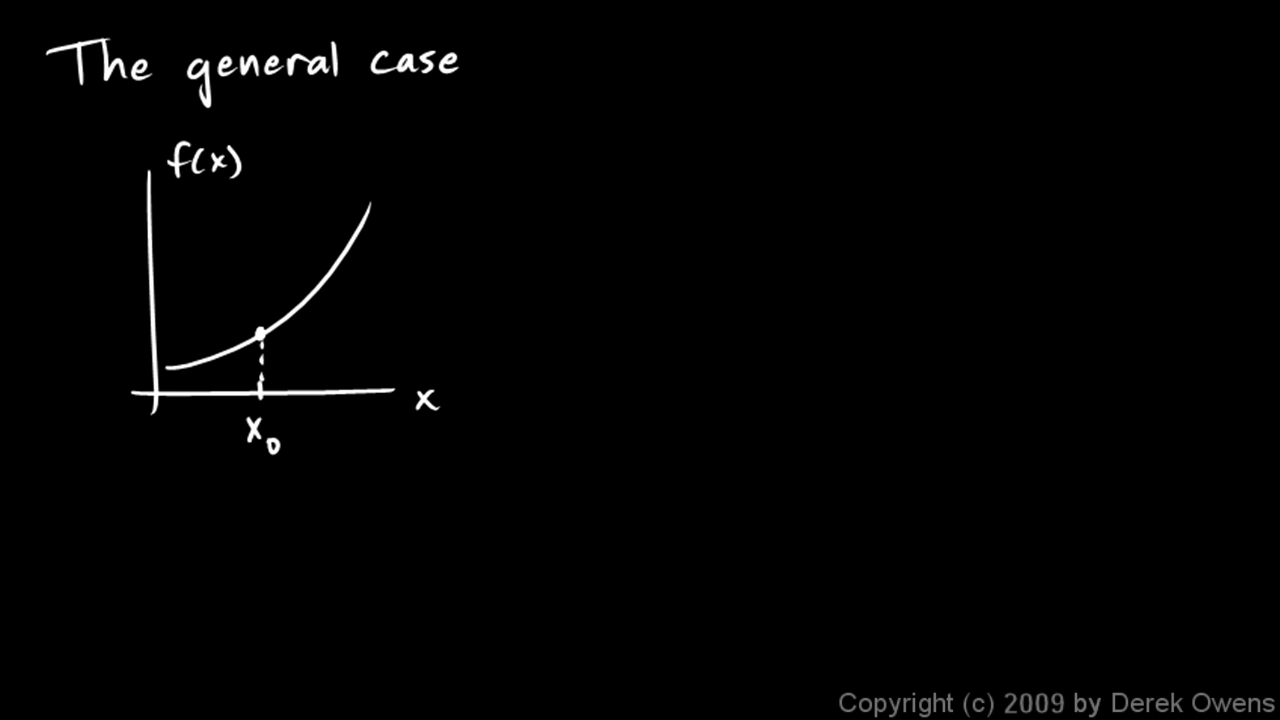 The general case
f(x)
x
x₀
Copyright (c) 2009 by Derek Owens